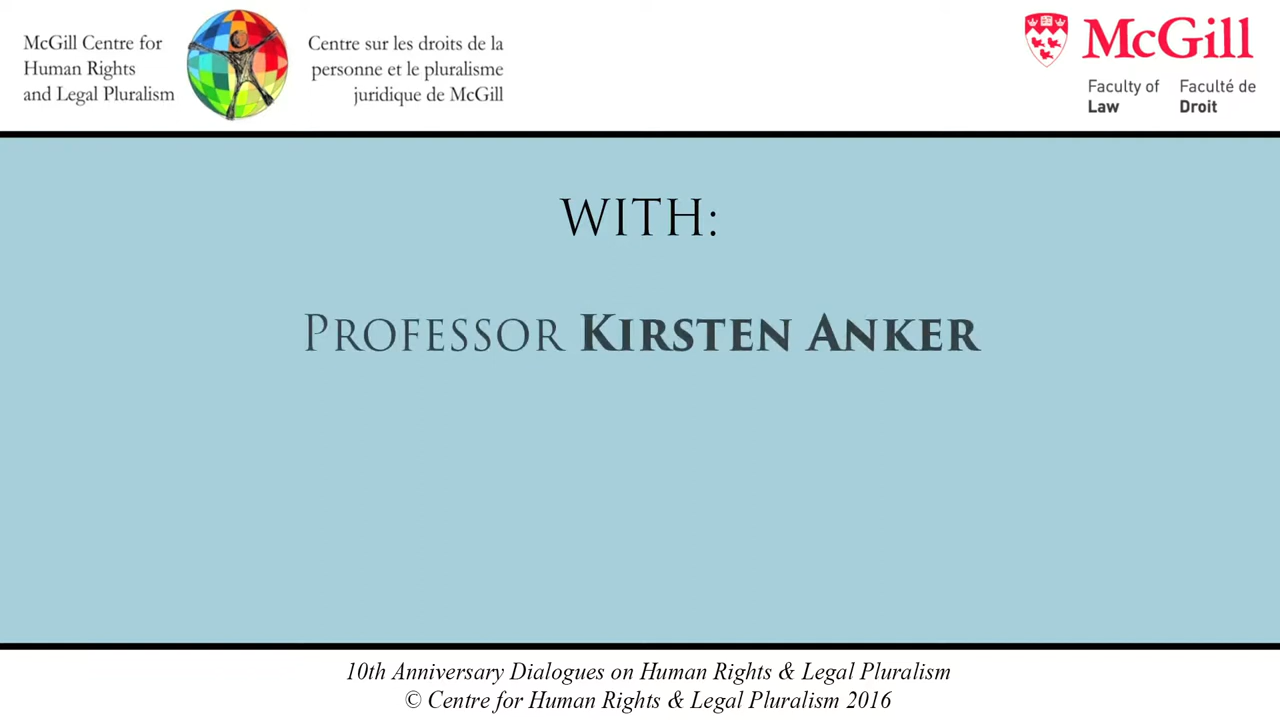 McGill Centre for
Human Rights
and Legal Pluralism
Centre sur les droits de la
personne et le pluralisme
juridique de McGill
McGill
Faculty of
Law
Faculté de
Droit
WITH:
PROFESSOR KIRSTEN ANKER
10th Anniversary Dialogues on Human Rights & Legal Pluralism
© Centre for Human Rights & Legal Pluralism 2016